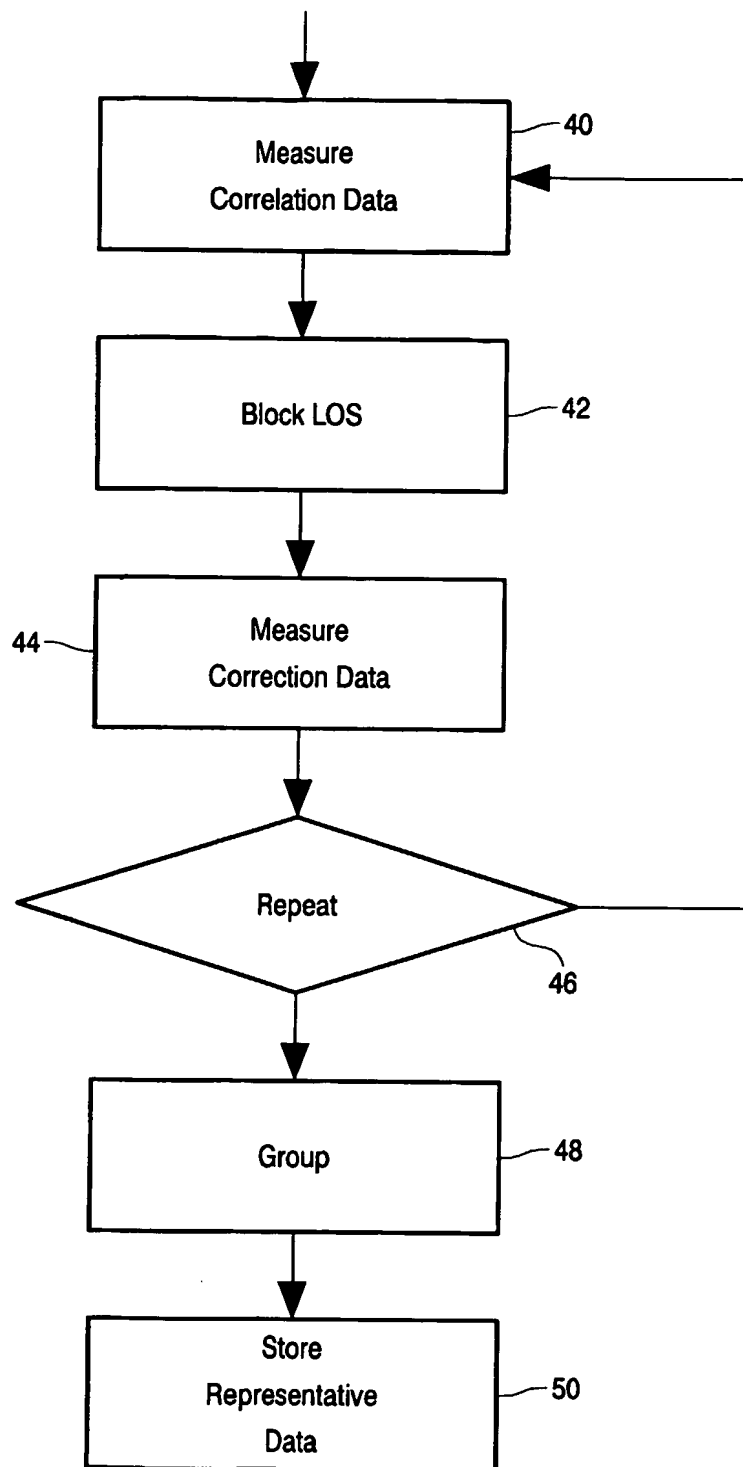 Measure
Correlation Data
40
Block LOS
42
Measure
Correction Data
44
Repeat
46
Group
48
Store
Representative
Data
50